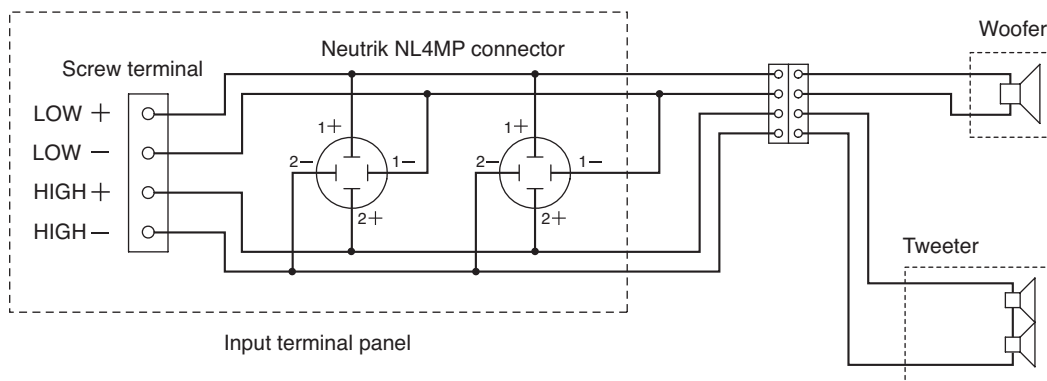 Woofer
Neutrik NL4MP connector
Screw terminal
LOW +
LOW −
HIGH +
HIGH −
1+
2−
1−
2+
1+
2−
1−
2+
Tweeter
Input terminal panel